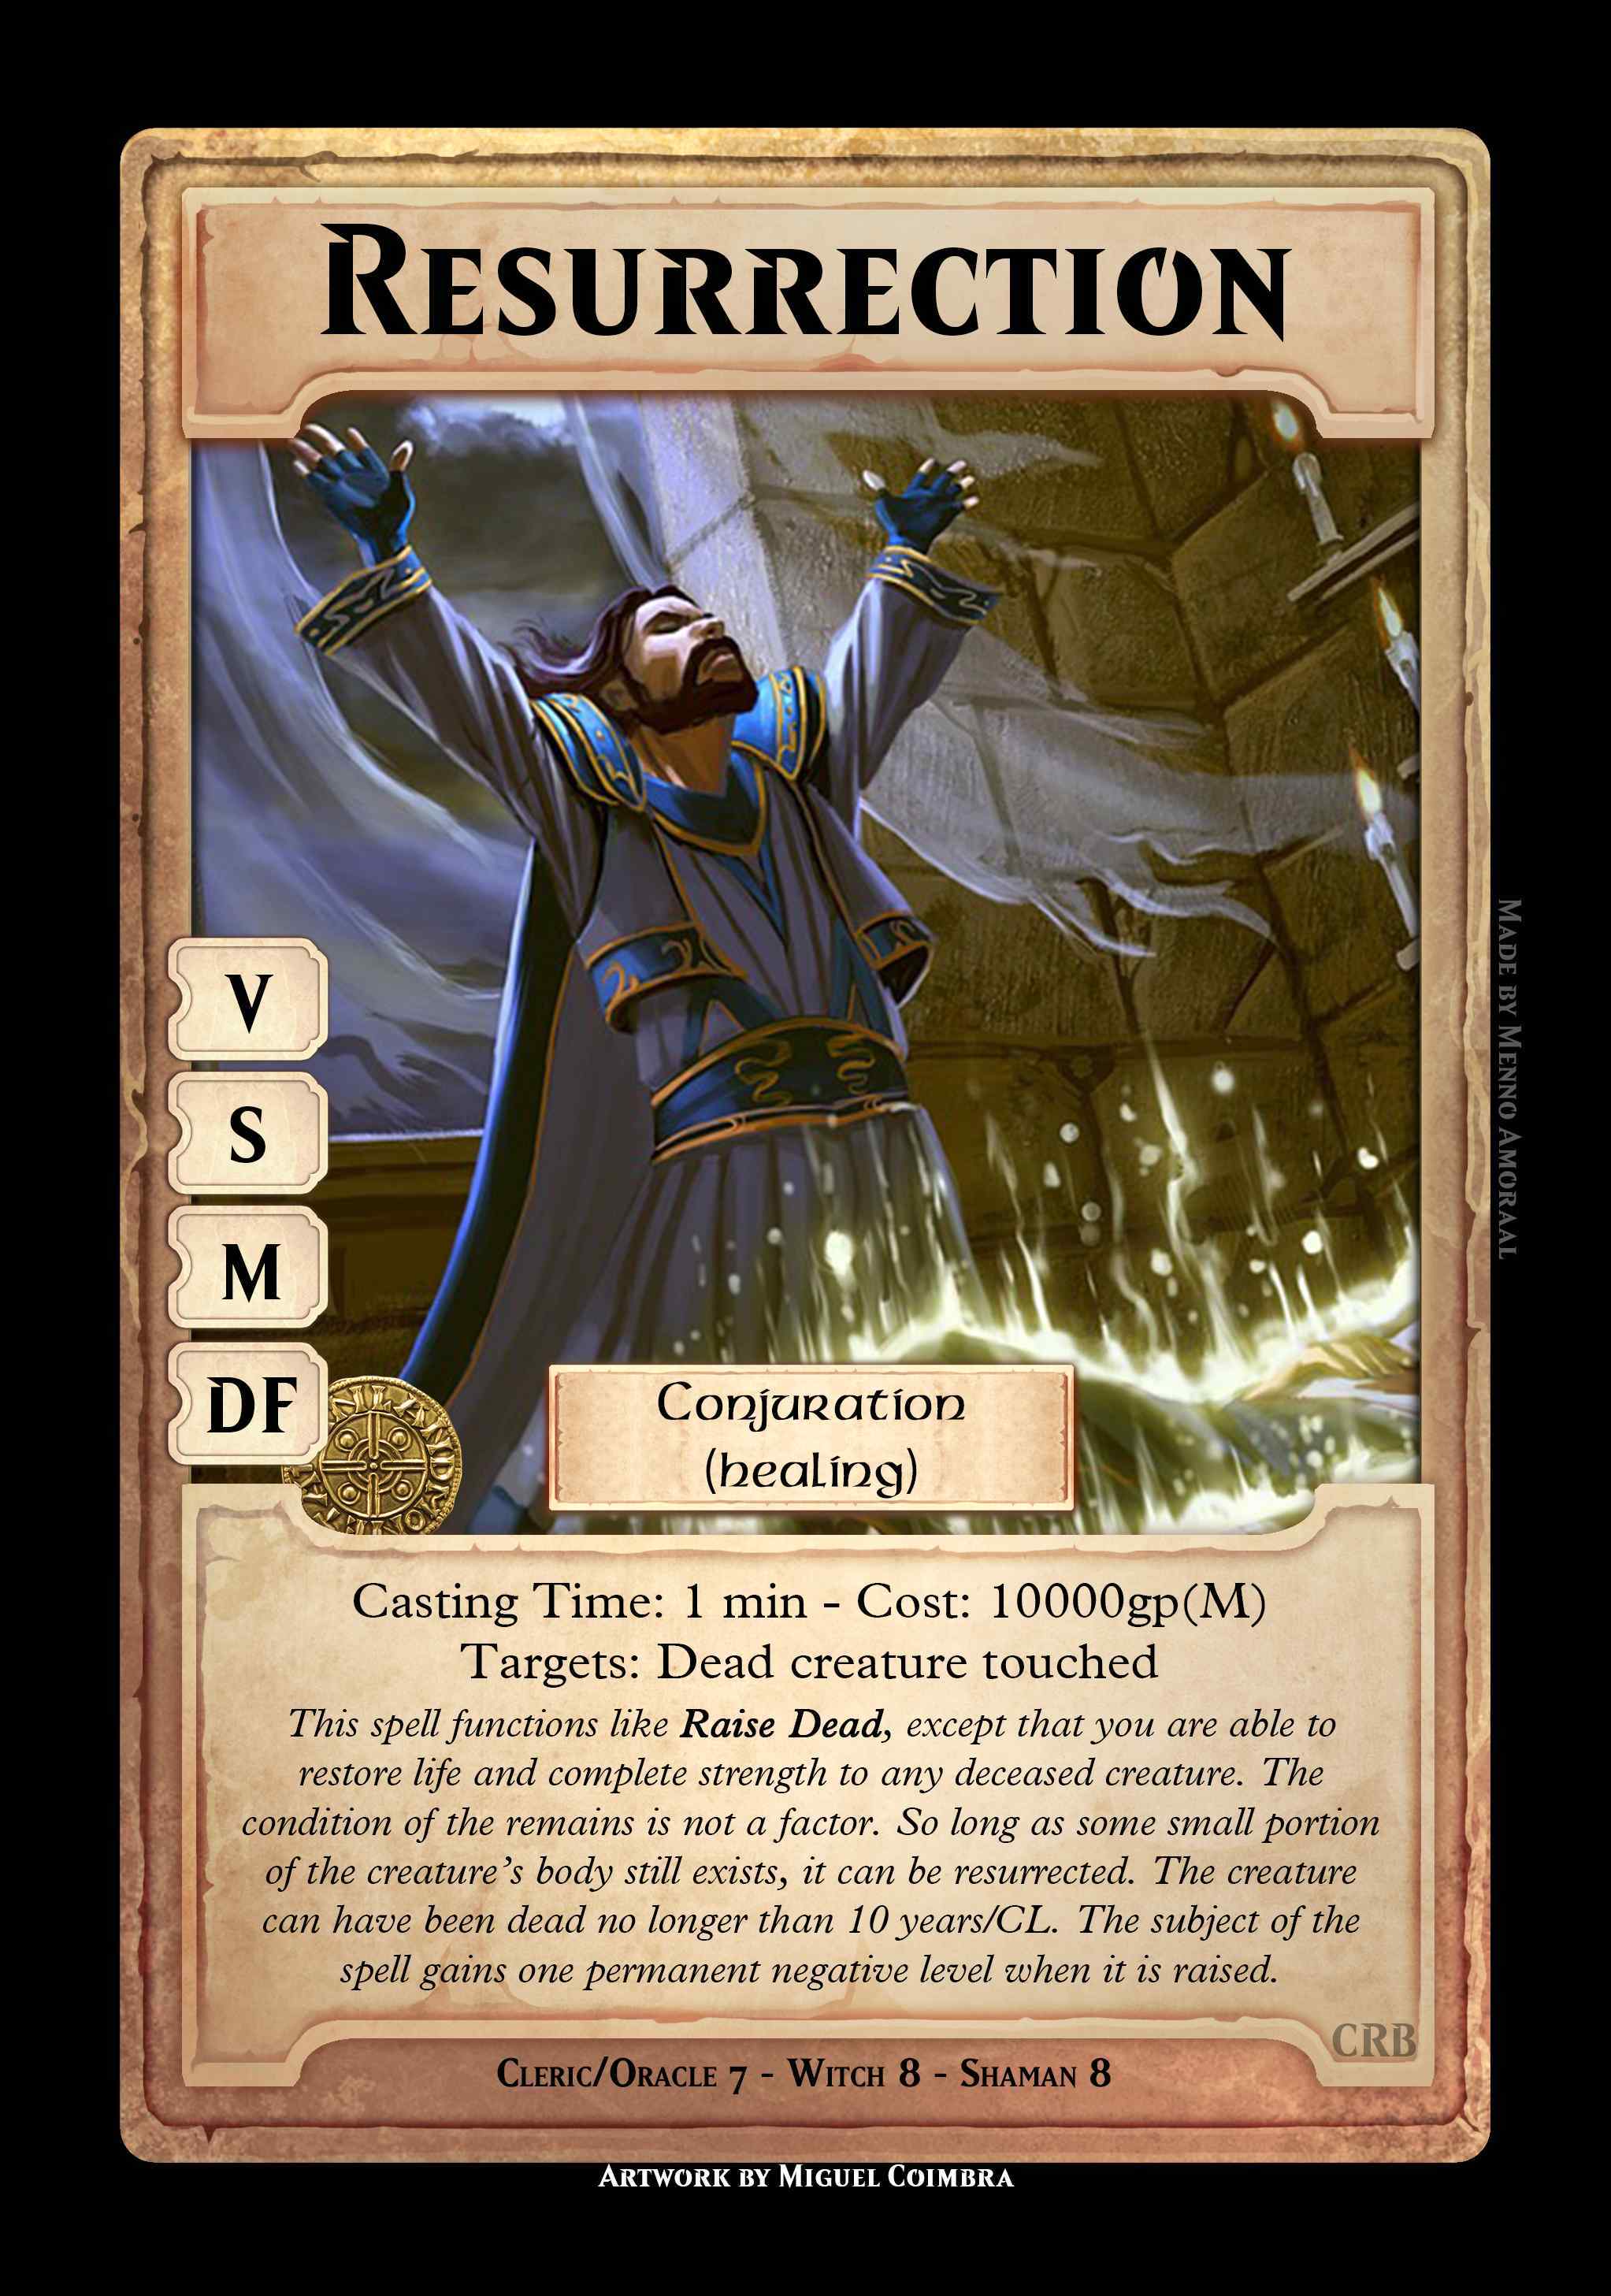 Resurrection
V
S
M
DF
Conjuration
(healing)
Casting Time: 1 min - Cost: 10000gp(M)
Targets: Dead creature touched
This spell functions like Raise Dead, except that you are able to
restore life and complete strength to any deceased creature. The
condition of the remains is not a factor. So long as some small portion
of the creature's body still exists, it can be resurrected. The creature
can have been dead no longer than 10 years/CL. The subject of the
spell gains one permanent negative level when it is raised.
CRB
Cleric/Oracle 7 - Witch 8 - Shaman 8
Artwork by Miguel Coimbra
Made by Menno Amoraal